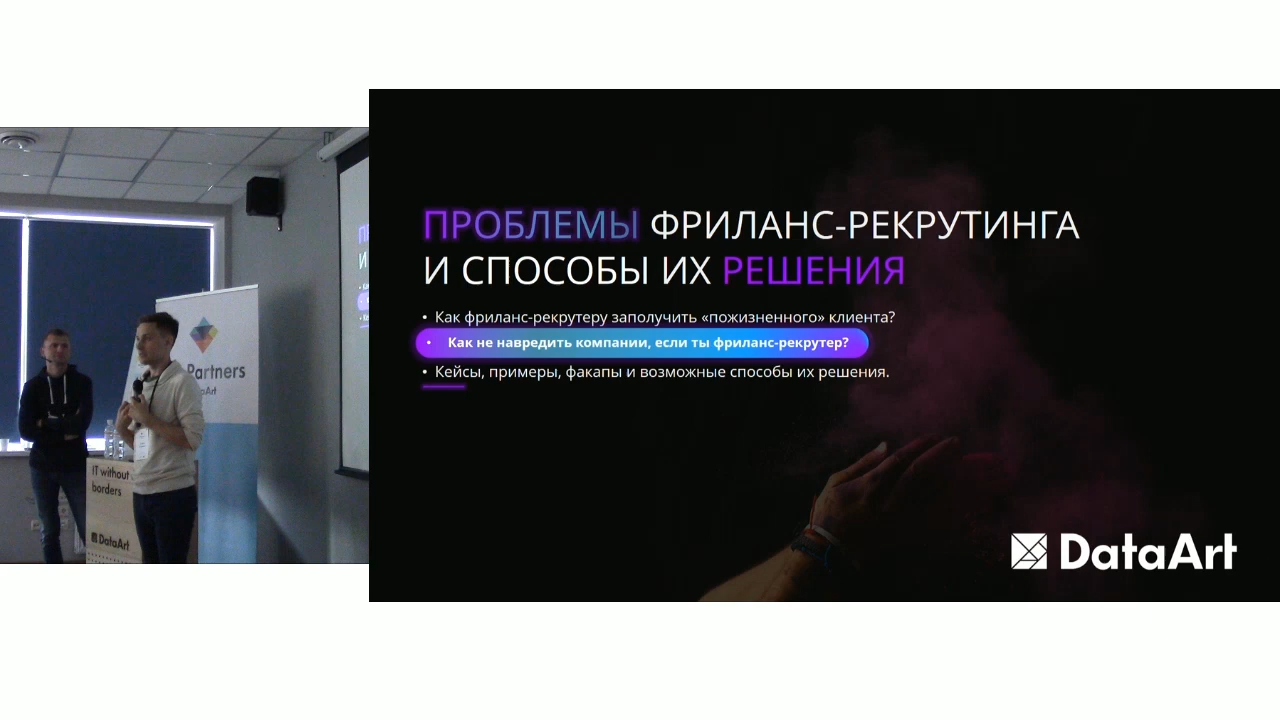 ПРОБЛЕМЫ ФРИЛАНС-РЕКРУТИНГА
И СПОСОБЫ ИХ РЕШЕНИЯ
• Как фриланс-рекрутеру заполучить «пожизненного» клиента?
• Как не навредить компании, если ты фриланс-рекрутер?
• Кейсы, примеры, факапы и возможные способы их решения.
DataArt
Partners
IT without
borders
DataArt